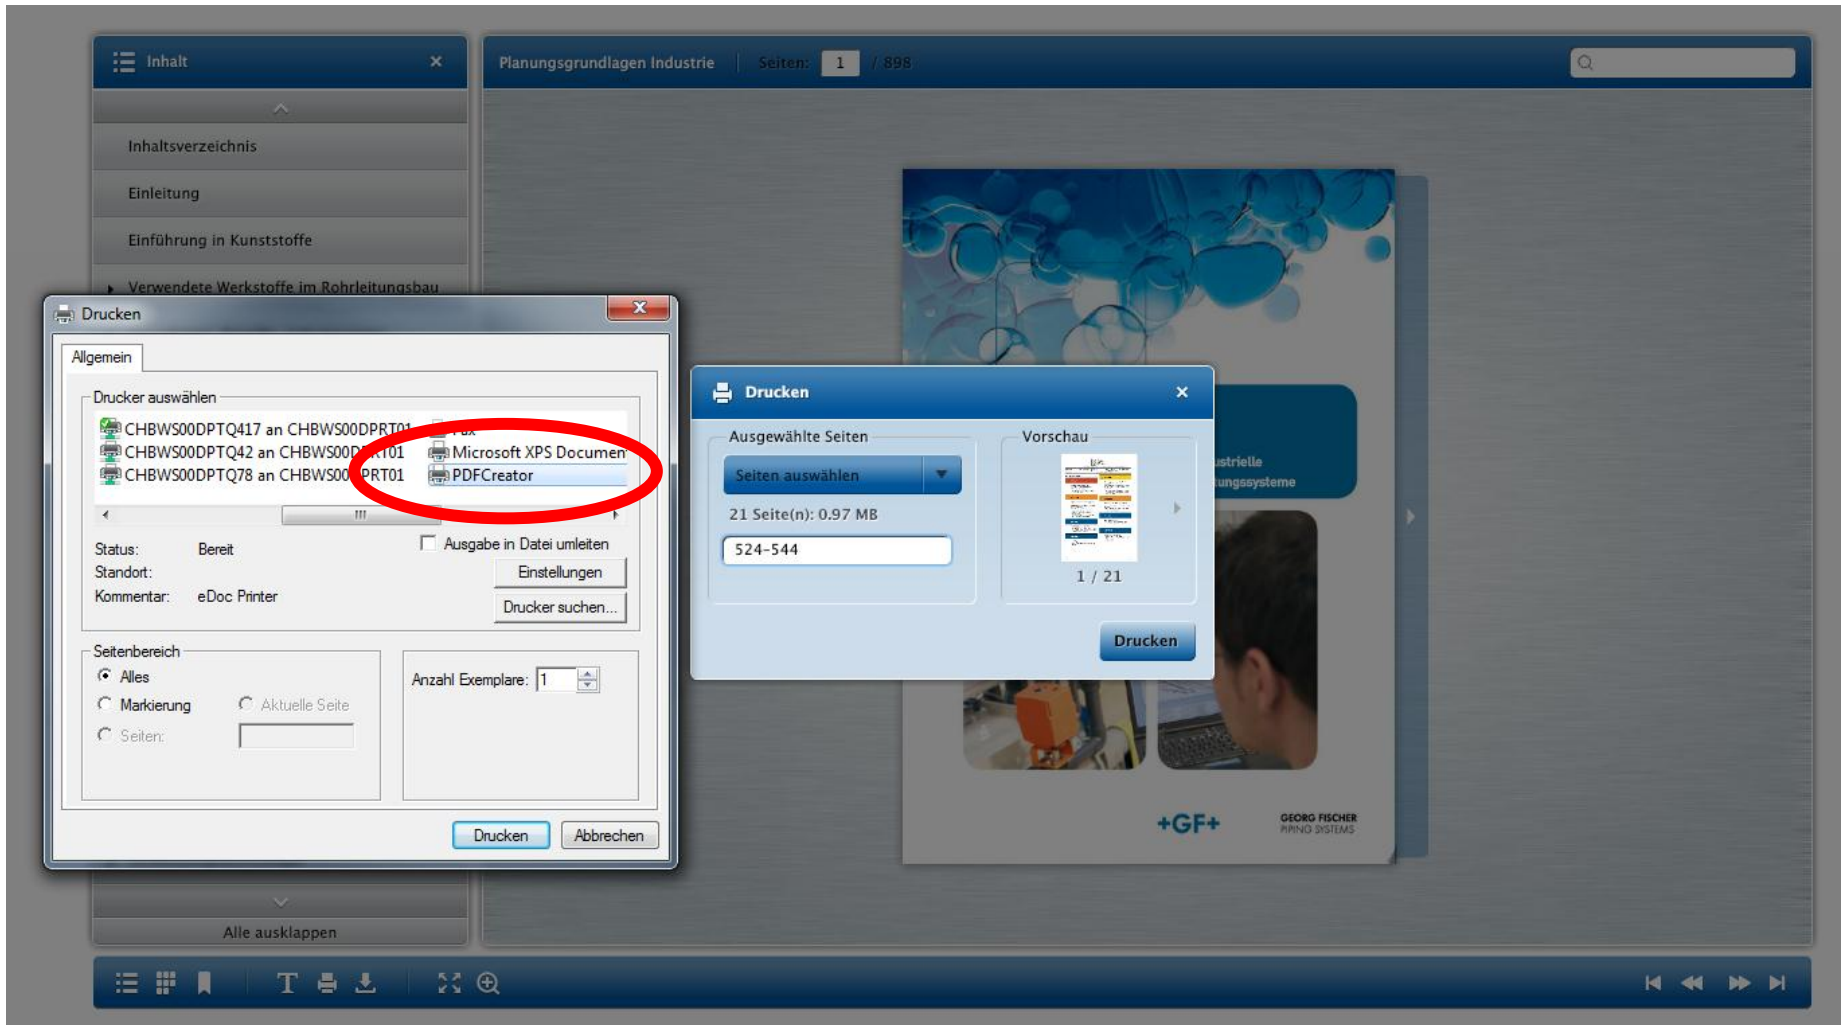 Inhalt
Planungsgrundlagen Industrie
Seiten: 1 / 898
Inhaltsverzeichnis
Einleitung
Einführung in Kunststoffe
Verwendete Werkstoffe im Rohrleitungsbau
Drucken
Allgemein
Drucker auswählen
CHBWS00DPTQ417 an CHBWS00DPRT01
CHBWS00DPTQ42 an CHBWS00DPRT01
Microsoft XPS Documen
CHBWS00DPTQ78 an CHBWS00DPRT01
PDFCreator
Status: Bereit
Ausgabe in Datei umleiten
Standort:
Einstellungen
Kommentar: eDoc Printer
Drucker suchen...
Seitenbereich
Alles
Markierung
Aktuelle Seite
Seiten:
Anzahl Exemplare: 1
Drucken
Abbrechen
Drucken
Ausgewählte Seiten
Seiten auswählen
21 Seite(n): 0.97 MB
524-544
Vorschau
1 / 21
Drucken
ustrielle
tungssysteme
+GF+
GEORG FISCHER
PIPING SYSTEMS
Alle ausklappen